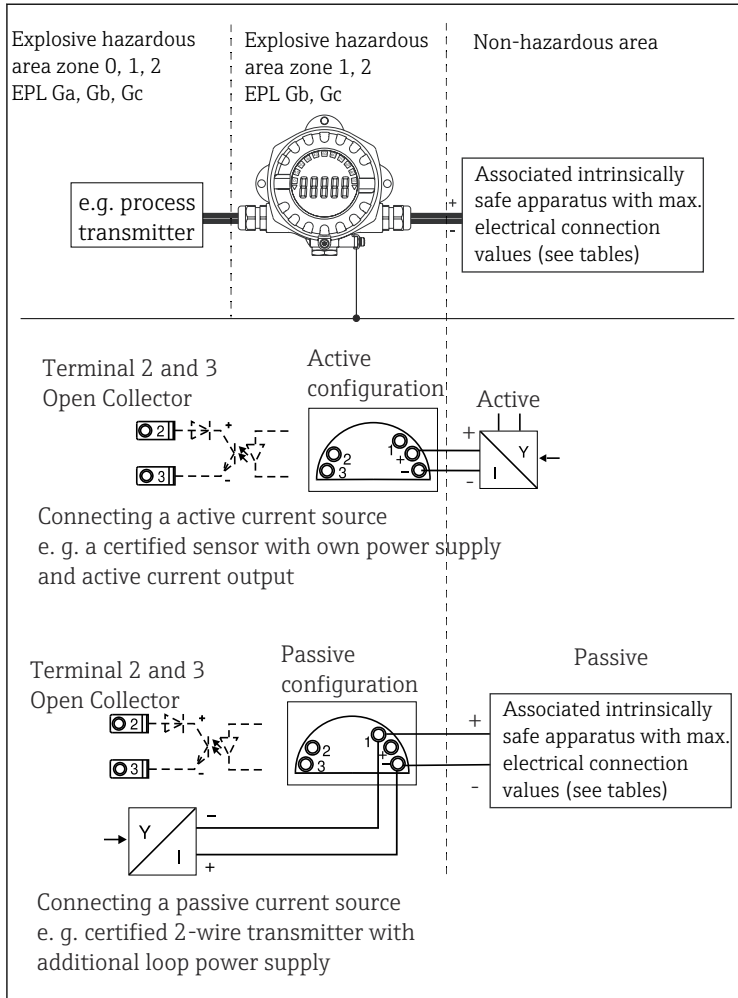 Explosive hazardous
area zone 0, 1, 2
EPL Ga, Gb, Gc
Explosive hazardous
area zone 1, 2
EPL Gb, Gc
Non-hazardous area
88888
e.g. process
transmitter
+
-
Associated intrinsically
safe apparatus with max.
electrical connection
values (see tables)
Terminal 2 and 3
Open Collector
Active
configuration
Active
2
3
+
-
2
3
1
+
-
+
-
Y
I
Connecting a active current source
e. g. a certified sensor with own power supply
and active current output
Terminal 2 and 3
Open Collector
Passive
configuration
Passive
2
3
+
-
2
3
1
+
-
+
-
Associated intrinsically
safe apparatus with max.
electrical connection
values (see tables)
Y
I
-
+
Connecting a passive current source
e. g. certified 2-wire transmitter with
additional loop power supply